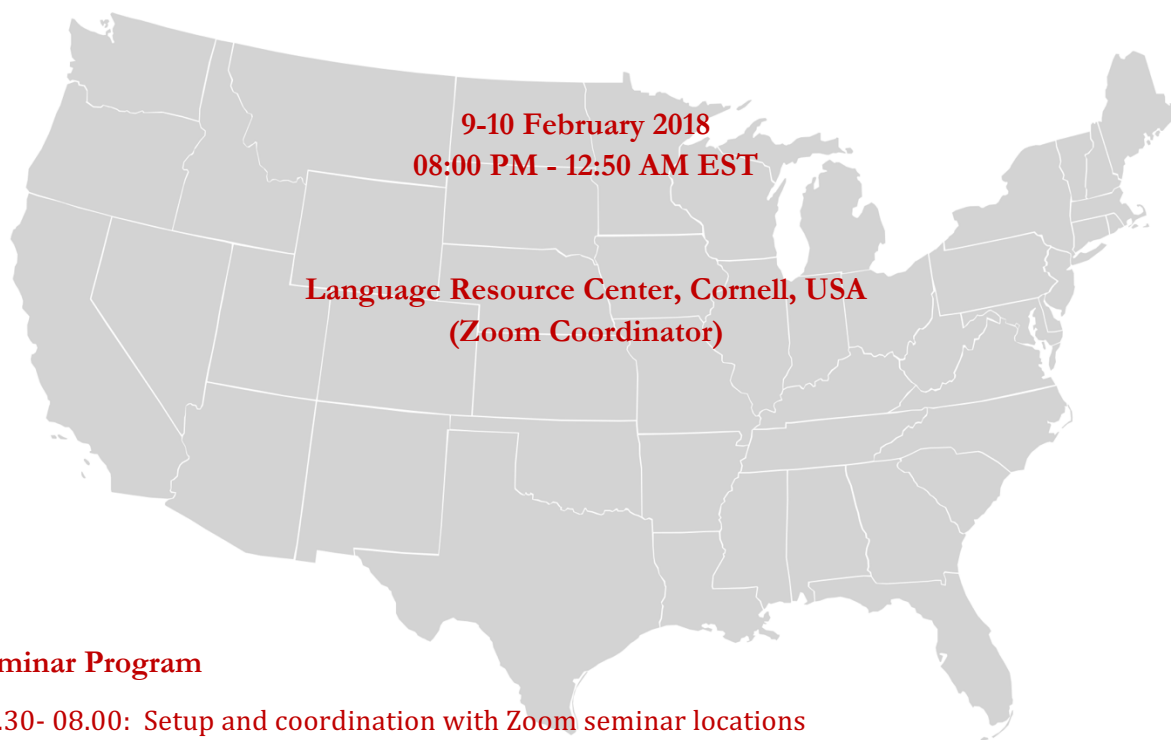 9-10 February 2018
08:00 PM - 12:50 AM EST
Language Resource Center, Cornell, USA
(Zoom Coordinator)
minar Program
.30- 08.00: Setup and coordination with Zoom seminar locations